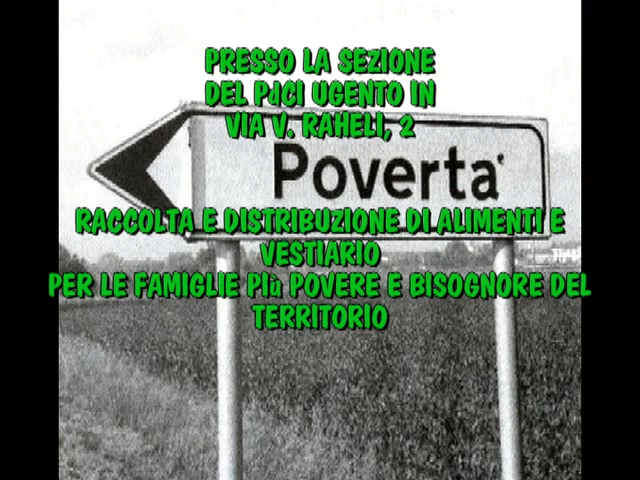 PRESSO LA SEZIONE
DEL PdCI UGENTO IN
VIA V. RAHELI, 2
Povertà
RACCOLTA E DISTRIBUZIONE DI ALIMENTI E
VESTIARIO
PER LE FAMIGLIE PIù POVERE E BISOGNORE DEL
TERRITORIO